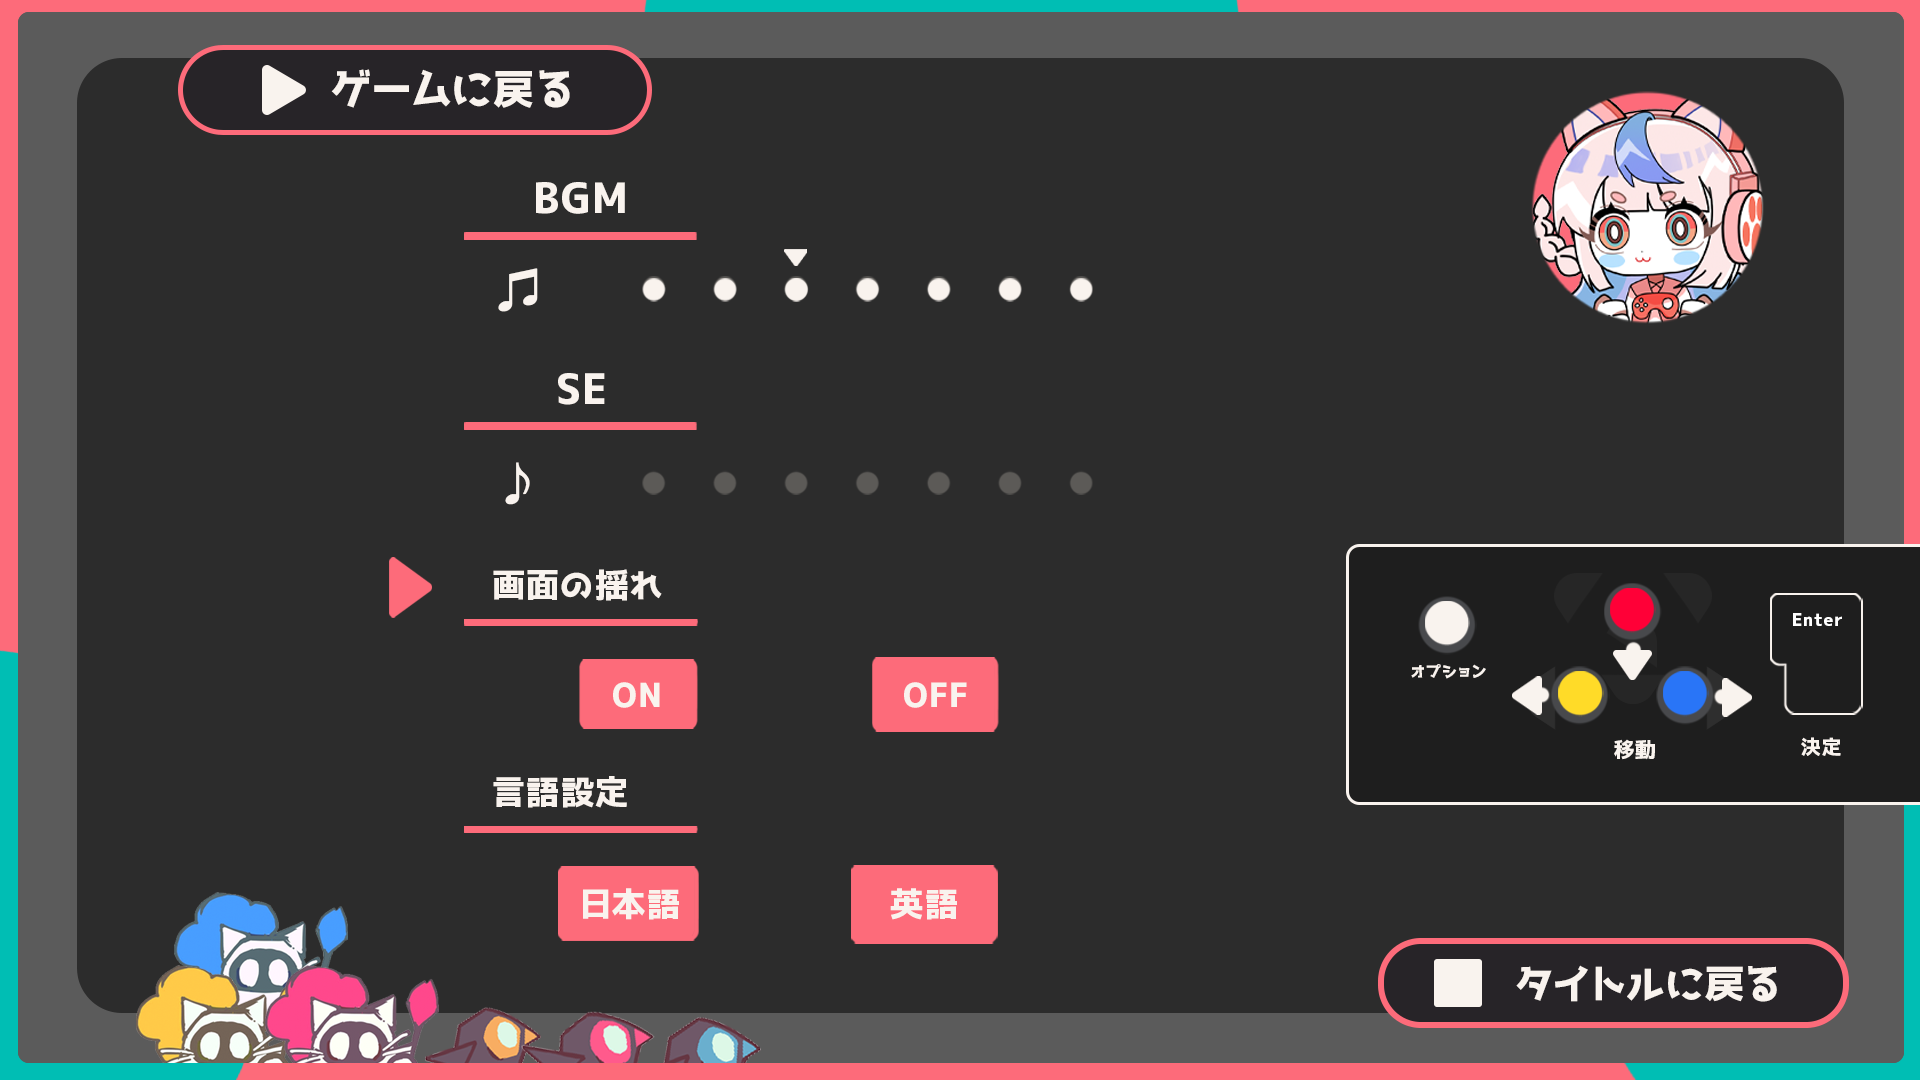 ゲームに戻る
BGM
SE
画面の揺れ
ON
OFF
言語設定
日本語
英語
オプション
移動
Enter
決定
タイトルに戻る